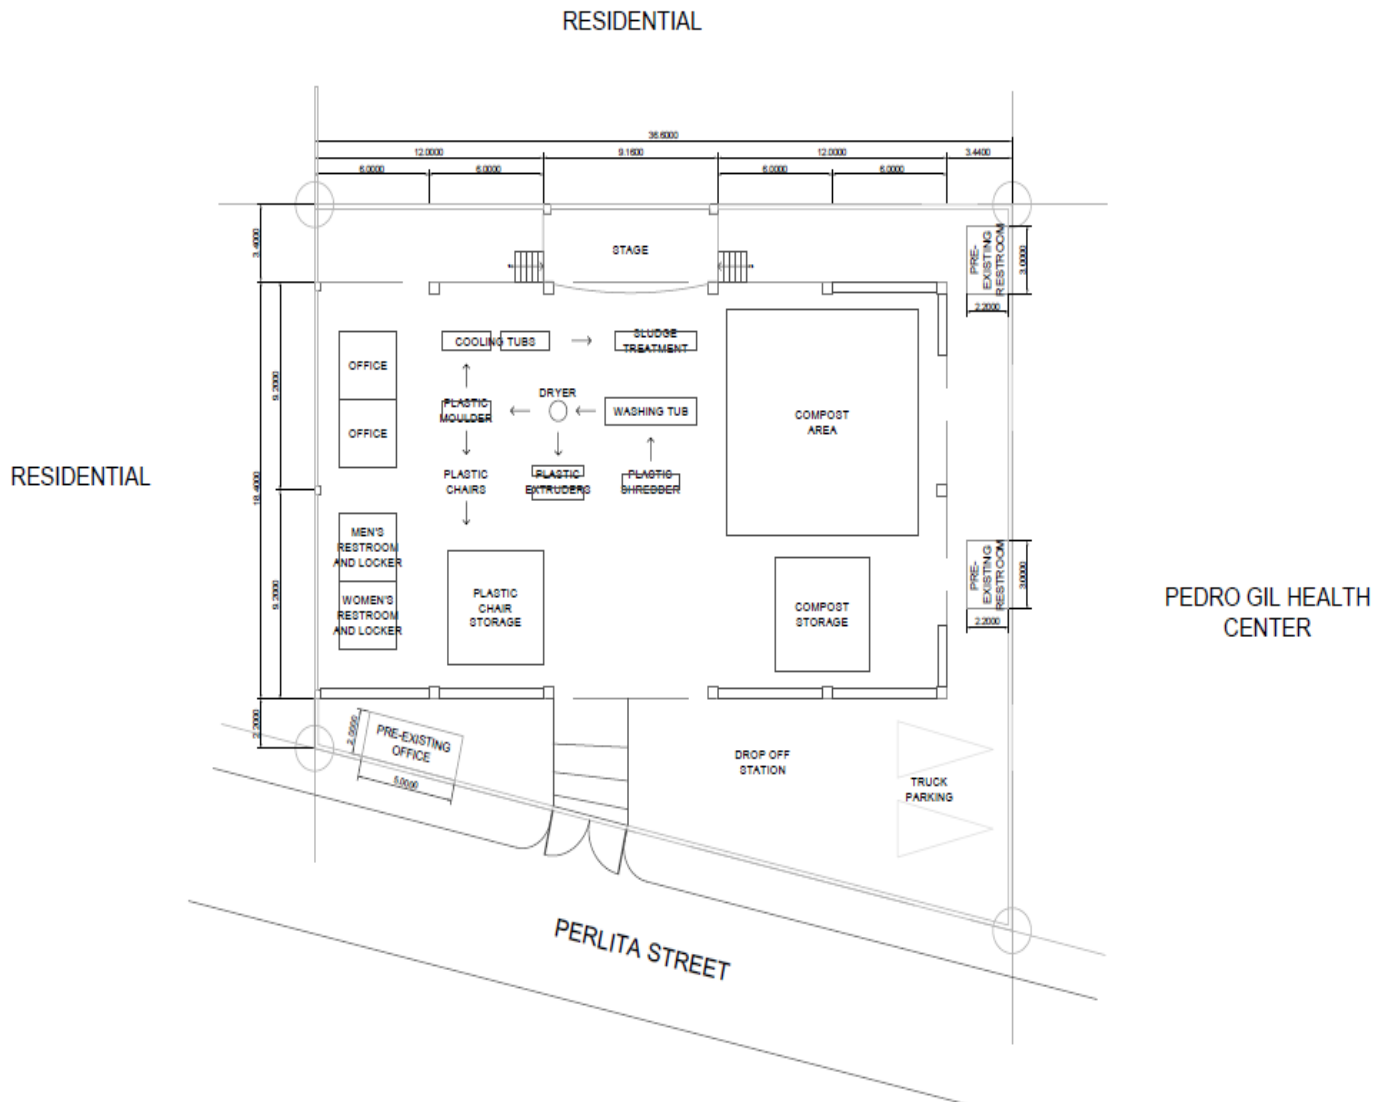 RESIDENTIAL
36.6000
12.0000
9.1600
12.0000
3.4400
6.0000
6.0000
6.0000
6.0000
3.4000
STAGE
PRE-
EXISTING
RESTROOM
3.0000
2.2000
COOLING TUBS
SLUDGE
TREATMENT
OFFICE
9.2000
DRYER
PLASTIC
MOULDER
WASHING TUB
COMPOST
AREA
OFFICE
RESIDENTIAL
18.4000
PLASTIC
CHAIRS
PLASTIC
EXTRUDERS
PLASTIC
SHREDDER
MEN'S
RESTROOM
AND LOCKER
PRE-
EXISTING
RESTROOM
3.0000
2.2000
9.2000
WOMEN'S
RESTROOM
AND LOCKER
PLASTIC
CHAIR
STORAGE
COMPOST
STORAGE
PEDRO GIL HEALTH
CENTER
2.2000
2.0000
PRE-EXISTING
OFFICE
5.0000
DROP OFF
STATION
TRUCK
PARKING
PERLITA STREET